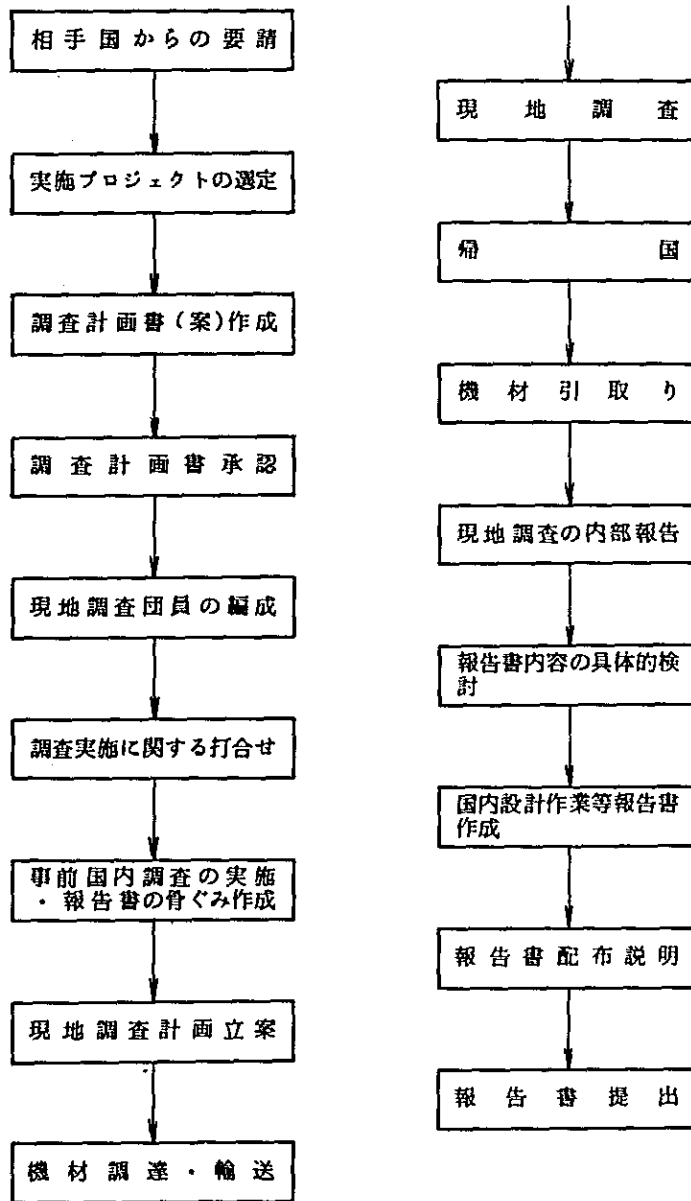 相手国からの要請
実施プロジェクトの選定
調査計画書(案)作成
調査計画書承認
現地調査団員の編成
調査実施に関する打合せ
事前国内調査の実施
・報告書の骨ぐみ作成
現地調査計画立案
機材調達・輸送
現地調査
帰国
機材引取り
現地調査の内部報告
報告書内容の具体的検
討
国内設計作業等報告書
作成
報告書配布説明
報告書提出